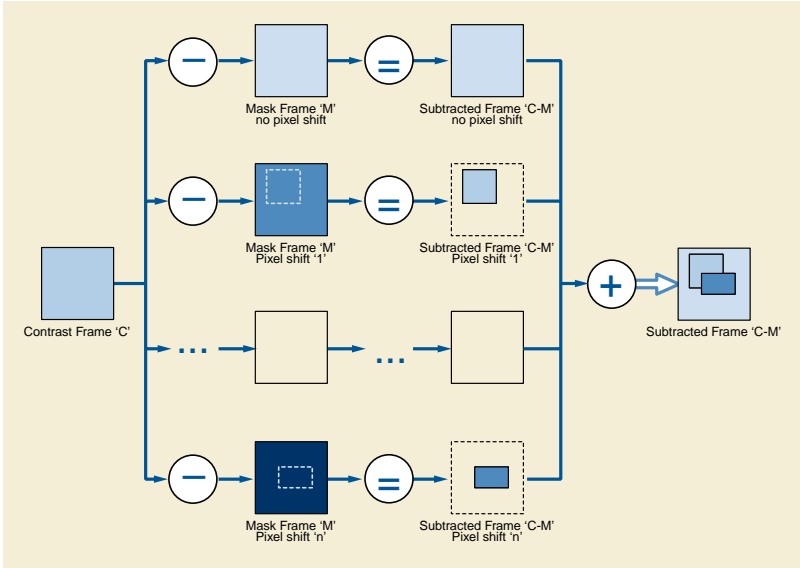 −
=
Mask Frame ‘M’
no pixel shift
Subtracted Frame ‘C-M’
no pixel shift
−
=
Mask Frame ‘M’
Pixel shift ‘1’
Subtracted Frame ‘C-M’
Pixel shift ‘1’
Contrast Frame ‘C’
+
Subtracted Frame ‘C-M’
...
...
−
=
Mask Frame ‘M’
Pixel shift ‘n’
Subtracted Frame ‘C-M’
Pixel shift ‘n’